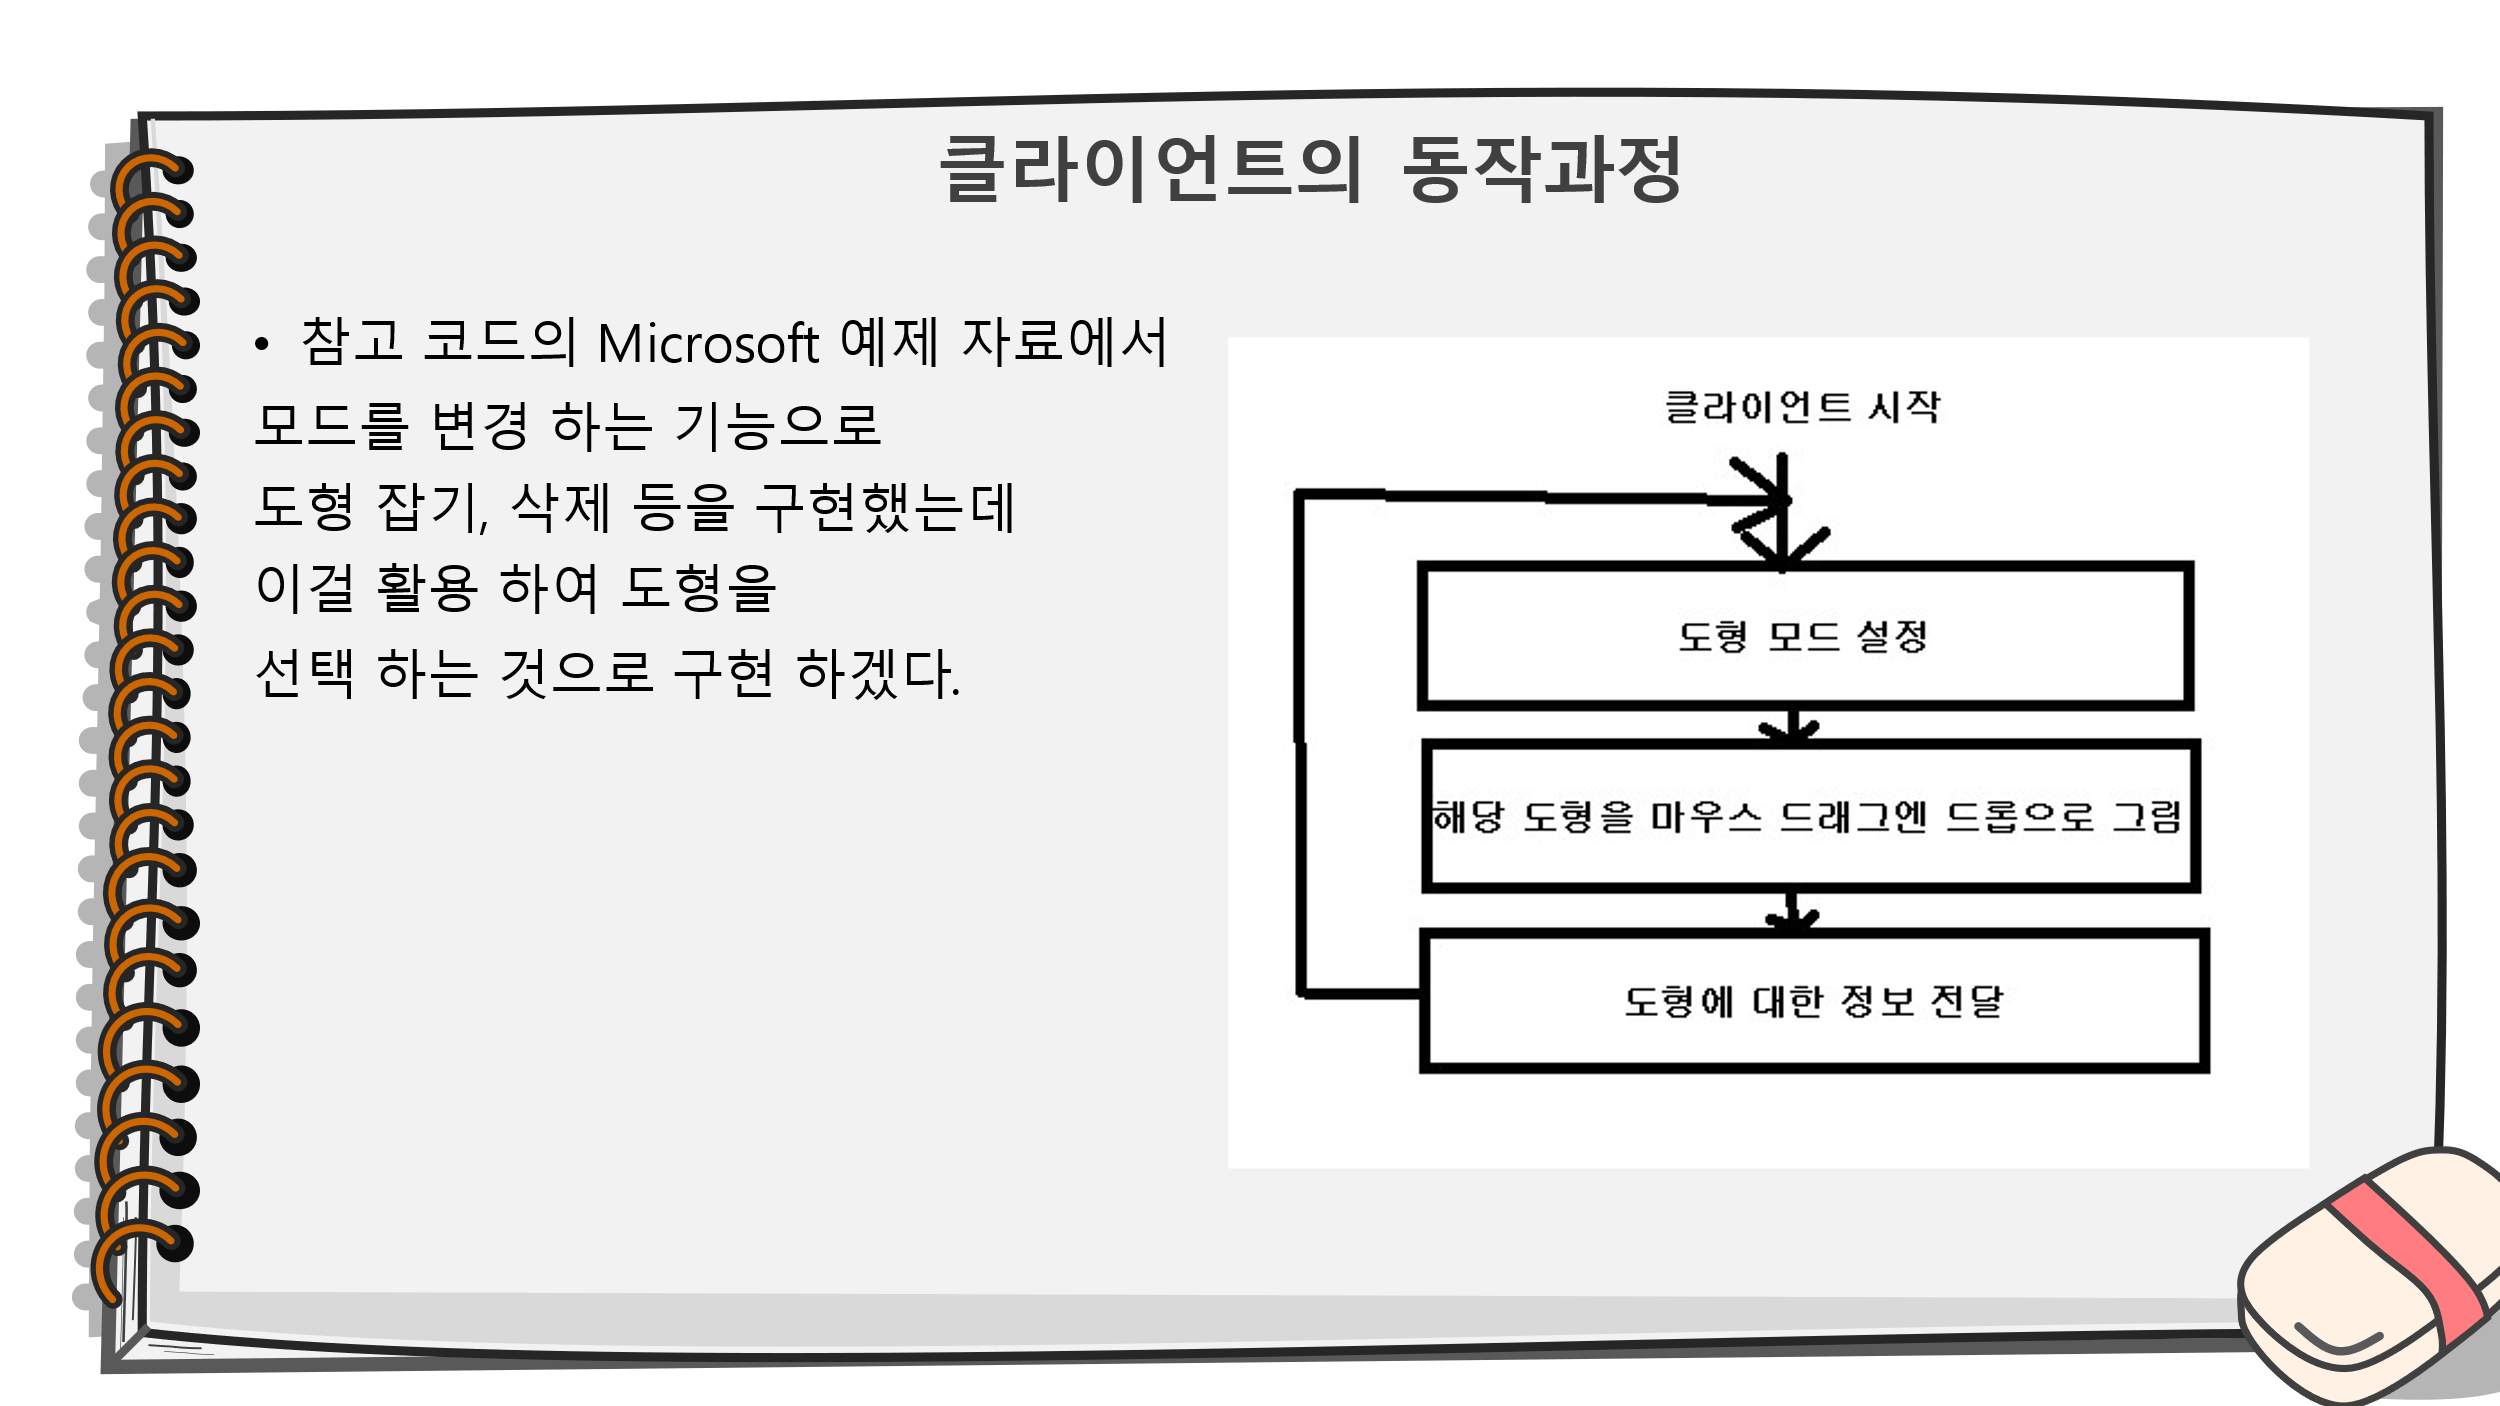 클라이언트의 동작과정
• 참고 코드의 Microsoft 예제 자료에서
모드를 변경 하는 기능으로
도형 잡기, 삭제 등을 구현했는데
이걸 활용 하여 도형을
선택 하는 것으로 구현 하겠다.
클라이언트 시작
도형 모드 설정
해당 도형을 마우스 드래그엔 드롭으로 그림
도형에 대한 정보 전달